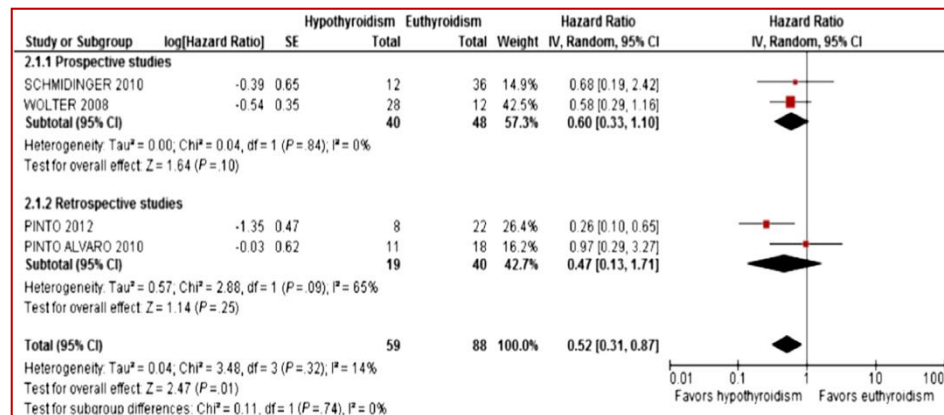 Hypothyroidism Euthyroidism Hazard Ratio Hazard Ratio
Study or Subgroup log[Hazard Ratio] SE Total Total Weight IV, Random, 95% CI IV, Random, 95% CI
2.1.1 Prospective studies
SCHMIDINGER 2010 -0.39 0.65 12 36 14.9% 0.68 [0.19, 2.42]
WOLTER 2008 -0.54 0.35 28 12 42.5% 0.58 [0.29, 1.16]
Subtotal (95% CI) 40 48 57.3% 0.60 [0.33, 1.10]
Heterogeneity: Tau² = 0.00; Chi² = 0.04, df = 1 (P = .84); I² = 0%
Test for overall effect: Z = 1.64 (P = .10)
2.1.2 Retrospective studies
PINTO 2012 -1.35 0.47 8 22 26.4% 0.26 [0.10, 0.65]
PINTO ALVARO 2010 -0.03 0.62 11 18 16.2% 0.97 [0.29, 3.27]
Subtotal (95% CI) 19 40 42.7% 0.47 [0.13, 1.71]
Heterogeneity: Tau² = 0.57; Chi² = 2.88, df = 1 (P = .09); I² = 65%
Test for overall effect: Z = 1.14 (P = .25)
Total (95% CI) 59 88 100.0% 0.52 [0.31, 0.87]
Heterogeneity: Tau² = 0.04; Chi² = 3.48, df = 3 (P = .32); I² = 14%
Test for overall effect: Z = 2.47 (P = .01)
Test for subgroup differences: Chi² = 0.11, df = 1 (P = .74), I² = 0%
0.01 0.1 1 10 100
Favors hypothyroidism Favors euthyroidism